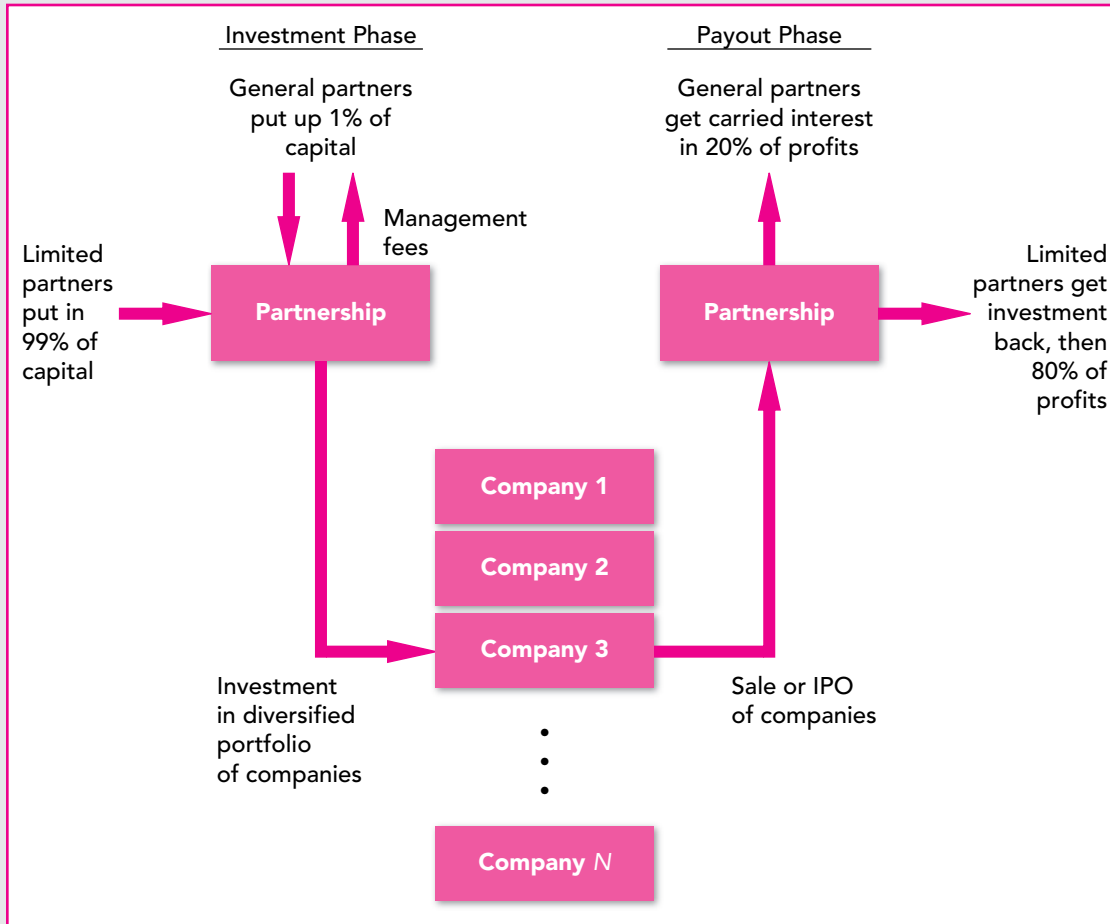 Investment Phase
General partners
put up 1% of
capital
Management
fees
Limited
partners
put in
99% of
capital
Partnership
Investment
in diversified
portfolio
of companies
Company 1
Company 2
Company 3
Company N
Payout Phase
General partners
get carried interest
in 20% of profits
Partnership
Limited
partners get
investment
back, then
80% of
profits
Sale or IPO
of companies